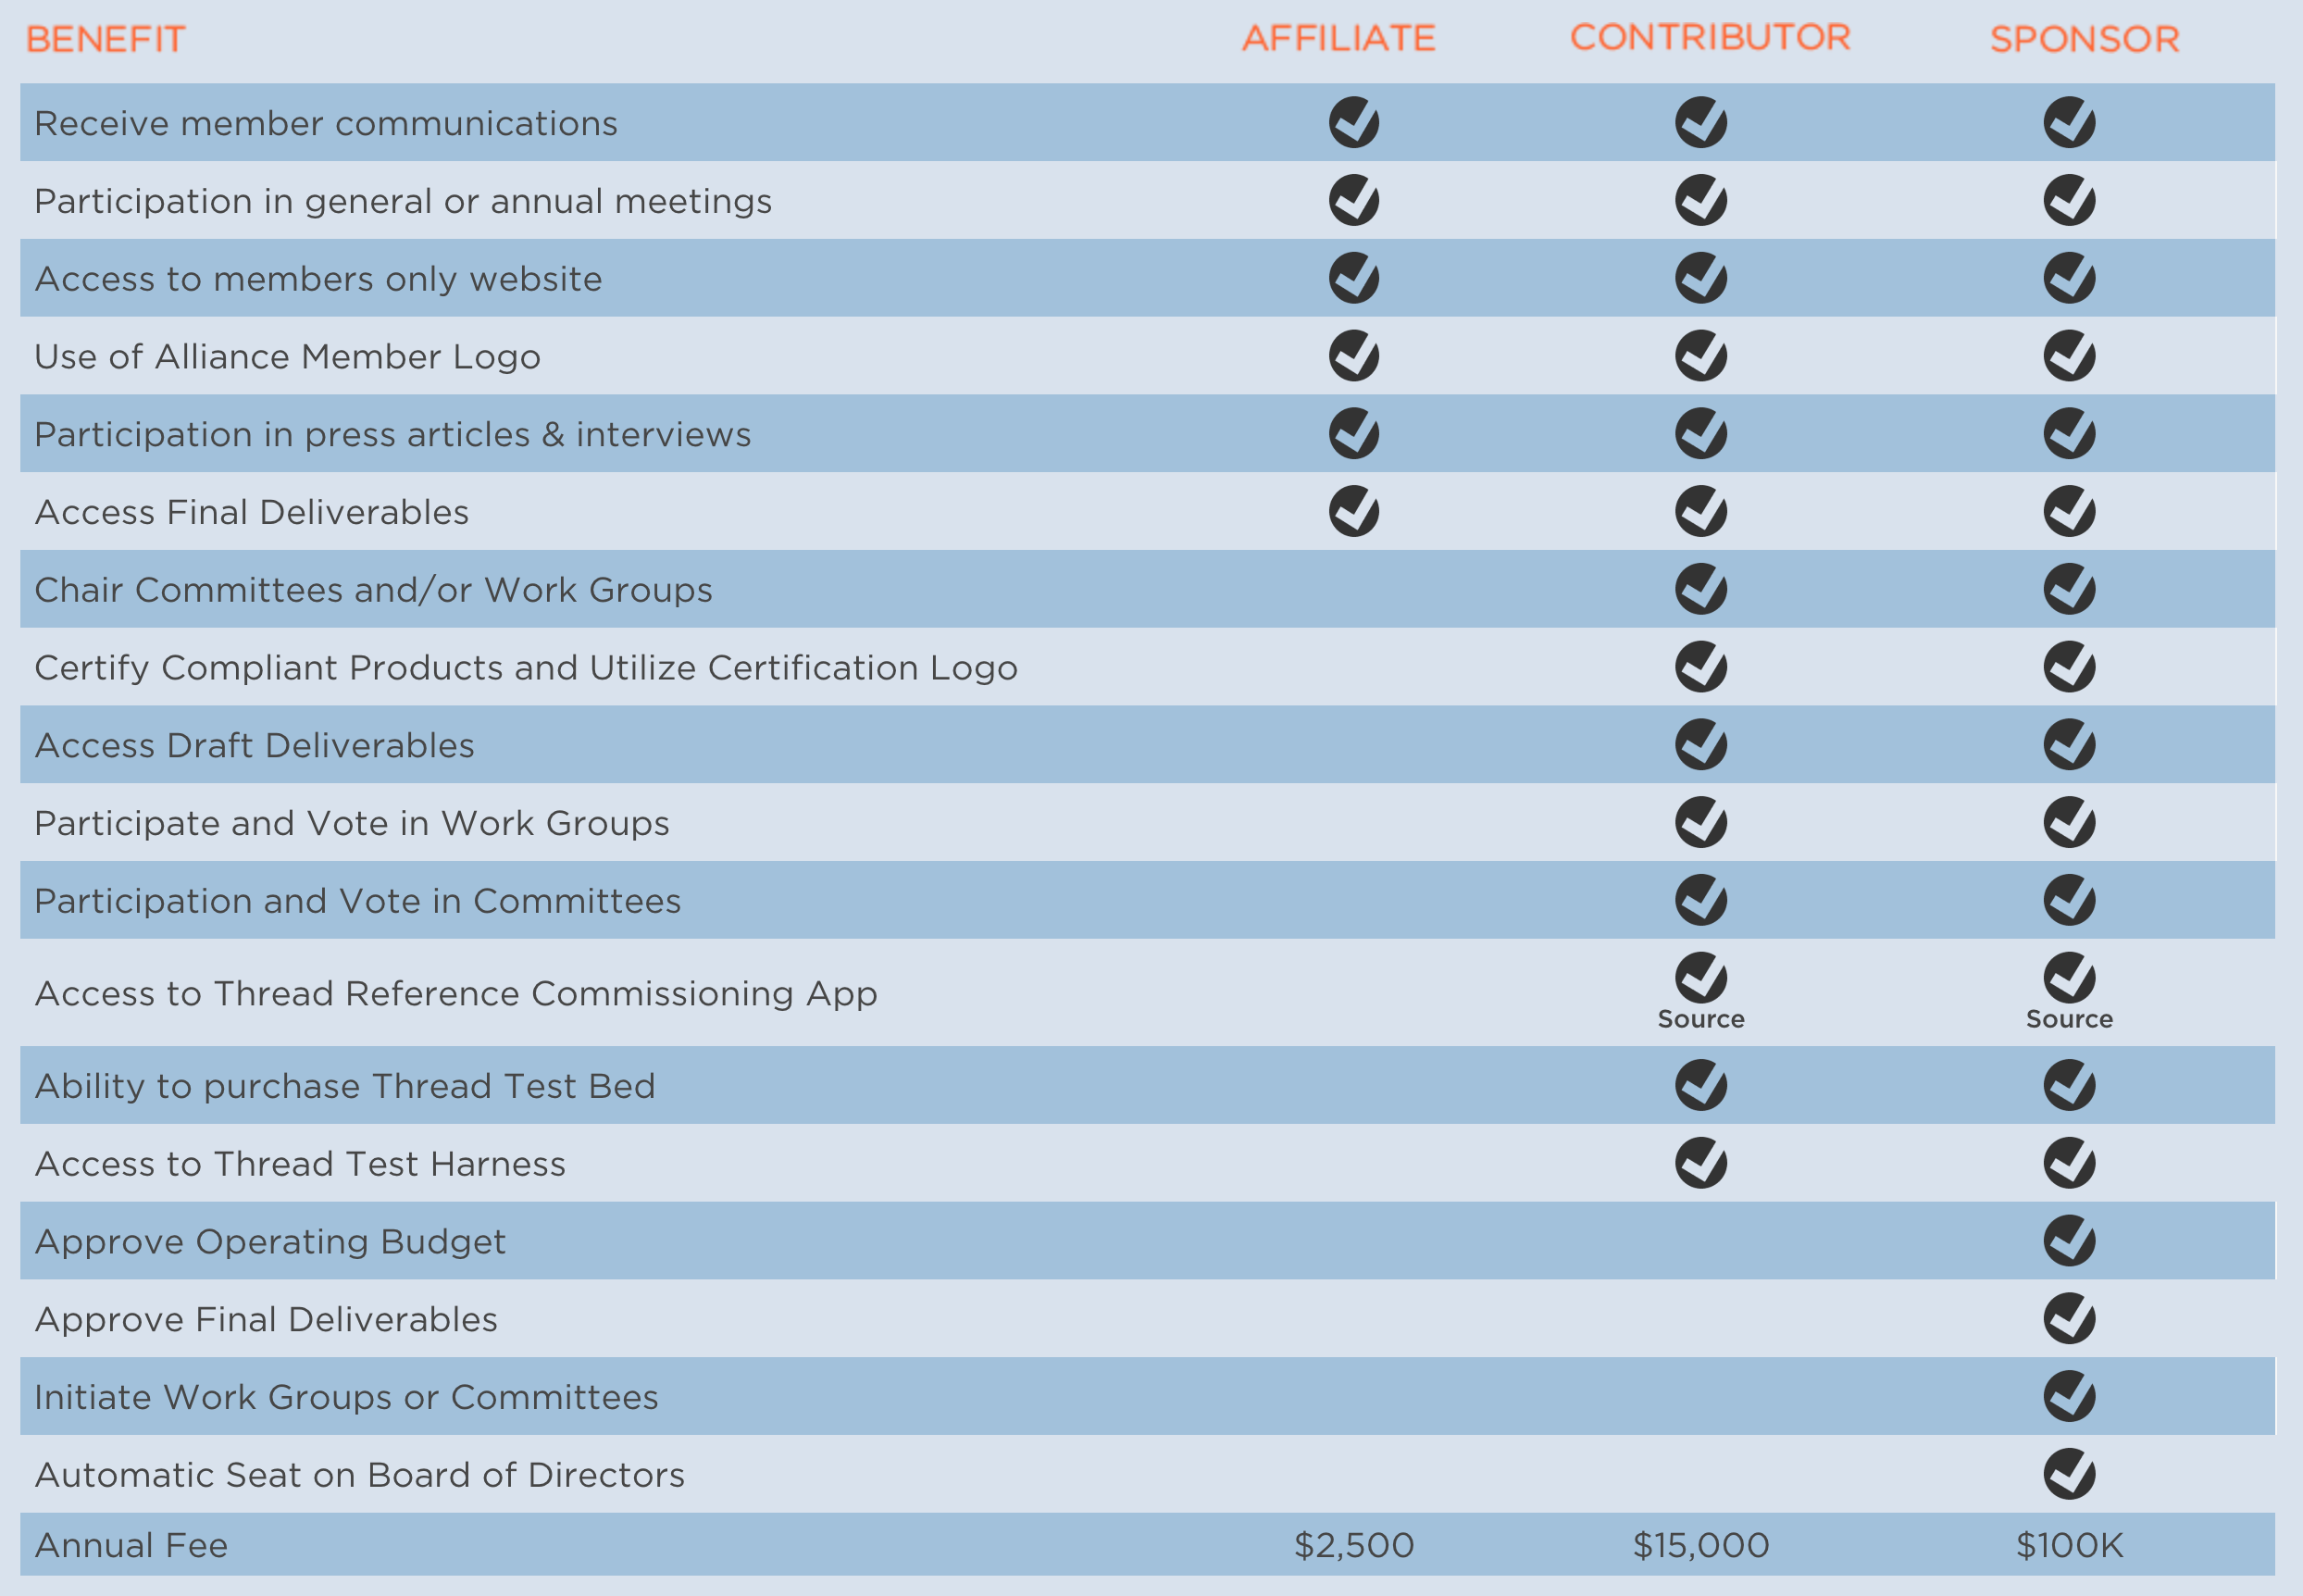 BENEFIT AFFILIATE CONTRIBUTOR SPONSOR
Receive member communications
Participation in general or annual meetings
Access to members only website
Use of Alliance Member Logo
Participation in press articles & interviews
Access Final Deliverables
Chair Committees and/or Work Groups
Certify Compliant Products and Utilize Certification Logo
Access Draft Deliverables
Participate and Vote in Work Groups
Participation and Vote in Committees
Access to Thread Reference Commissioning App
Source Source
Ability to purchase Thread Test Bed
Access to Thread Test Harness
Approve Operating Budget
Approve Final Deliverables
Initiate Work Groups or Committees
Automatic Seat on Board of Directors
Annual Fee $2,500 $15,000 $100K